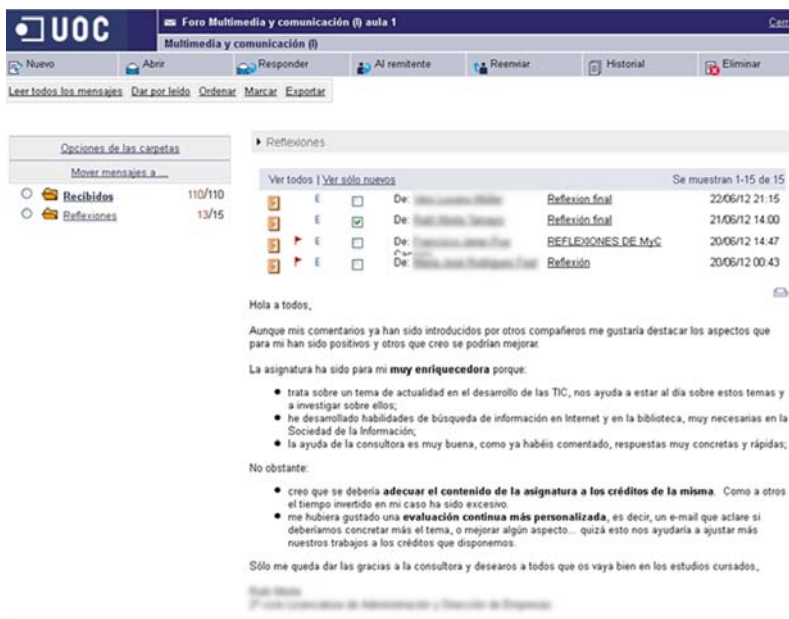 UOC
Foro Multimedia y comunicación (I) aula 1
Cerr
Multimedia y comunicación (I)
Nuevo Abrir Responder Al remitente Reenviar Historial Eliminar
Leer todos los mensajes Dar por leído Ordenar Marcar Exportar
Opciones de las carpetas
Mover mensajes a ...
Recibidos 110/110
Reflexiones 13/15
Reflexiones
Ver todos | Ver sólo nuevos Se muestran 1-15 de 15
E De: Reflexion final 22/06/12 21:15
E De: Reflexión final 21/06/12 14:00
E De: REFLEXIONES DE MyC 20/06/12 14:47
E De: Reflexión 20/06/12 00:43
Hola a todos,
Aunque mis comentarios ya han sido introducidos por otros compañeros me gustaría destacar los aspectos que
para mi han sido positivos y otros que creo se podrían mejorar.
La asignatura ha sido para mi muy enriquecedora porque:
● trata sobre un tema de actualidad en el desarrollo de las TIC, nos ayuda a estar al día sobre estos temas y
a investigar sobre ellos;
● he desarrollado habilidades de búsqueda de información en Internet y en la biblioteca, muy necesarias en la
Sociedad de la Información;
● la ayuda de la consultora es muy buena, como ya habéis comentado, respuestas muy concretas y rápidas;
No obstante:
● creo que se debería adecuar el contenido de la asignatura a los créditos de la misma. Como a otros
el tiempo invertido en mi caso ha sido excesivo.
● me hubiera gustado una evaluación continua más personalizada, es decir, un e-mail que aclare si
deberíamos concretar más el tema, o mejorar algún aspecto... quizá esto nos ayudaría a ajustar más
nuestros trabajos a los créditos que disponemos.
Sólo me queda dar las gracias a la consultora y desearos a todos que os vaya bien en los estudios cursados,